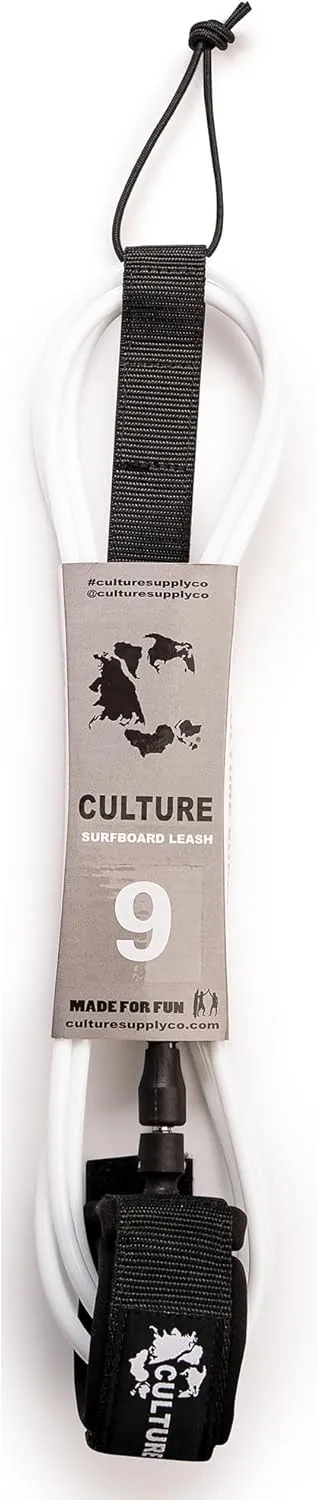 #culturesupplyco
@culturesupplyco
®
CULTURE
SURFBOARD LEASH
9
MADE FOR FUN
culturesupplyco.com
CULTURE